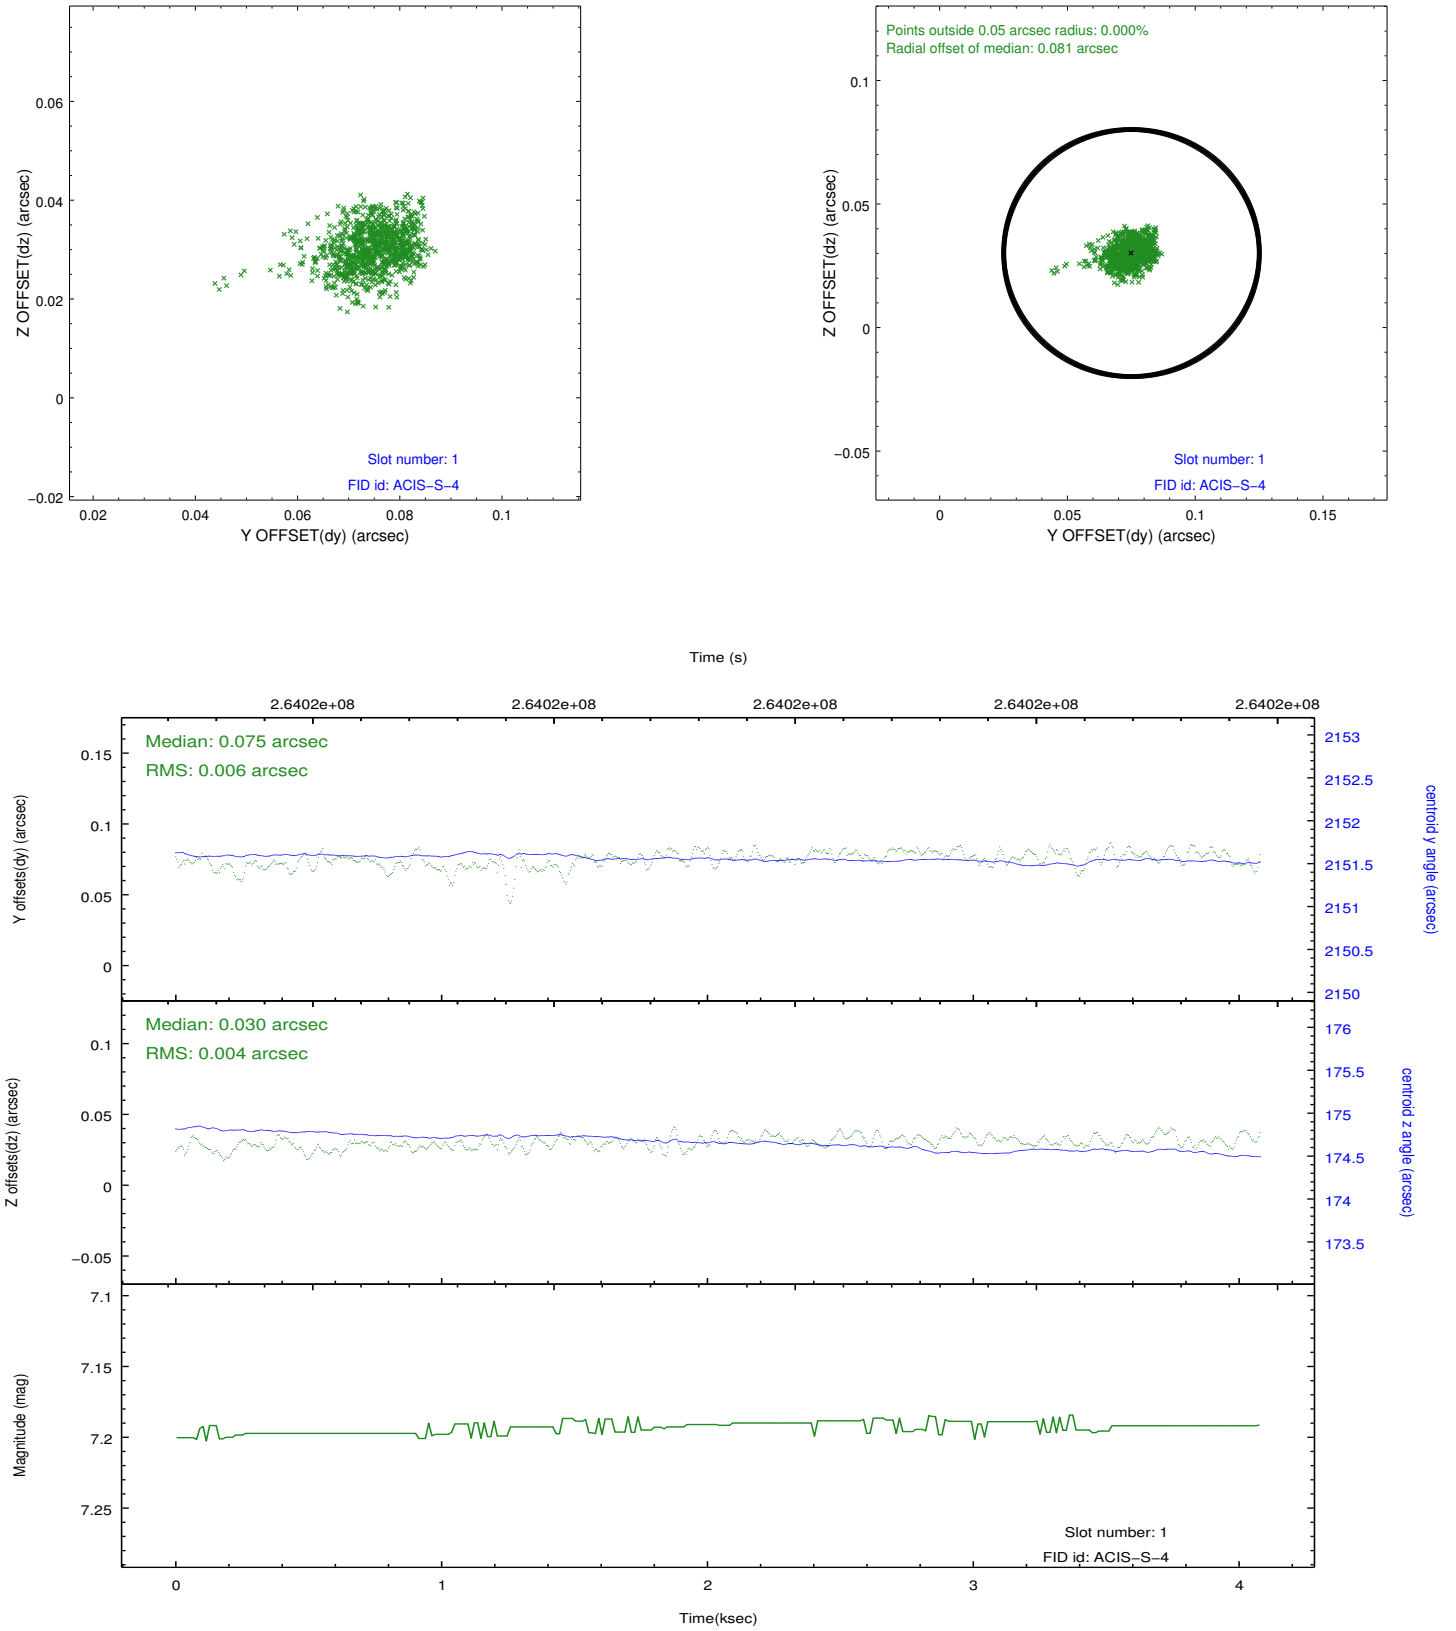 0.06
0.04
0.02
0
−0.02
0.02
0.04
0.06
0.08
0.1
Z OFFSET(dz) (arcsec)
Y OFFSET(dy) (arcsec)
Slot number: 1
FID id: ACIS−S−4
Points outside 0.05 arcsec radius: 0.000%
Radial offset of median: 0.081 arcsec
0.1
0.05
0
−0.05
0
0.05
0.1
0.15
Z OFFSET(dz) (arcsec)
Y OFFSET(dy) (arcsec)
Slot number: 1
FID id: ACIS−S−4
Time (s)
2.6402e+08
2.6402e+08
2.6402e+08
2.6402e+08
2.6402e+08
Median: 0.075 arcsec
RMS: 0.006 arcsec
0.15
0.1
0.05
0
Y offsets(dy) (arcsec)
2153
2152.5
2152
2151.5
2151
2150.5
2150
centroid y angle (arcsec)
Median: 0.030 arcsec
RMS: 0.004 arcsec
0.1
0.05
0
−0.05
Z offsets(dz) (arcsec)
176
175.5
175
174.5
174
173.5
centroid z angle (arcsec)
7.1
7.15
7.2
7.25
Magnitude (mag)
Slot number: 1
FID id: ACIS−S−4
0
1
2
3
4
Time(ksec)